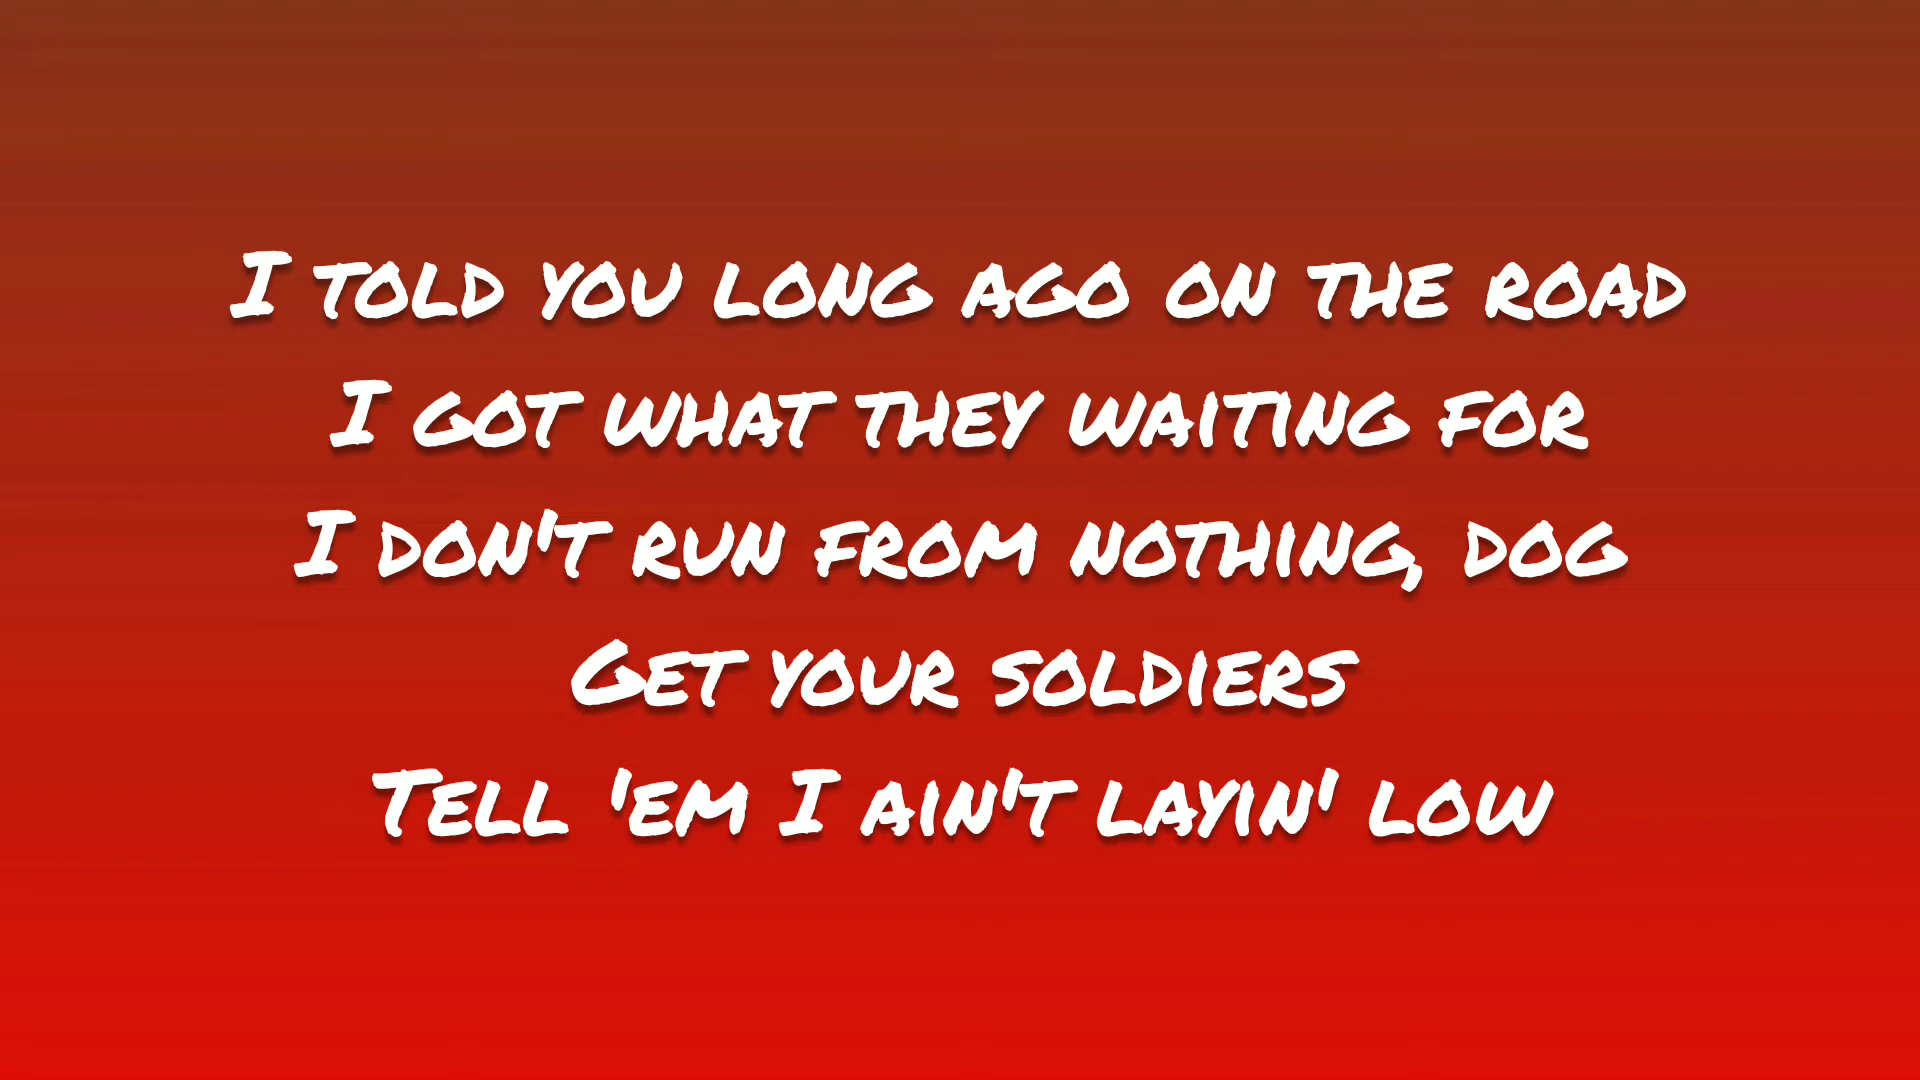 I told you long ago on the road
I got what they waiting for
I don't run from nothing, dog
Get your soldiers
Tell 'em I ain't layin' low